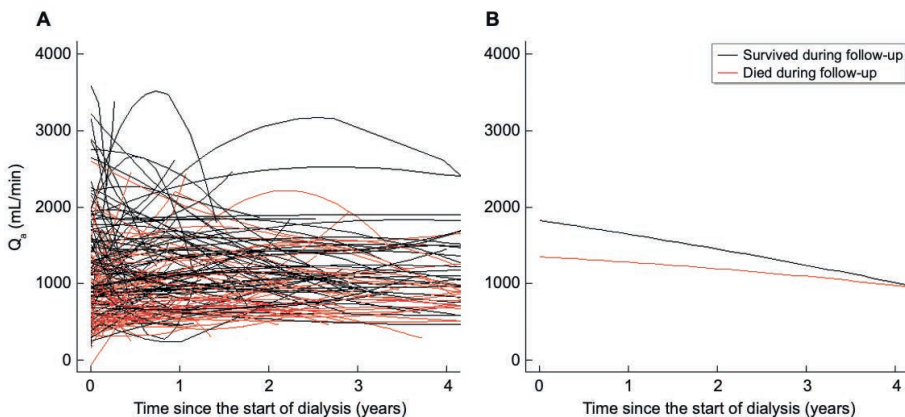 A
4000
3000
2000
1000
0
Qa (mL/min)
0 1 2 3 4
Time since the start of dialysis (years)
B
4000
3000
2000
1000
0
Survived during follow-up
Died during follow-up
0 1 2 3 4
Time since the start of dialysis (years)